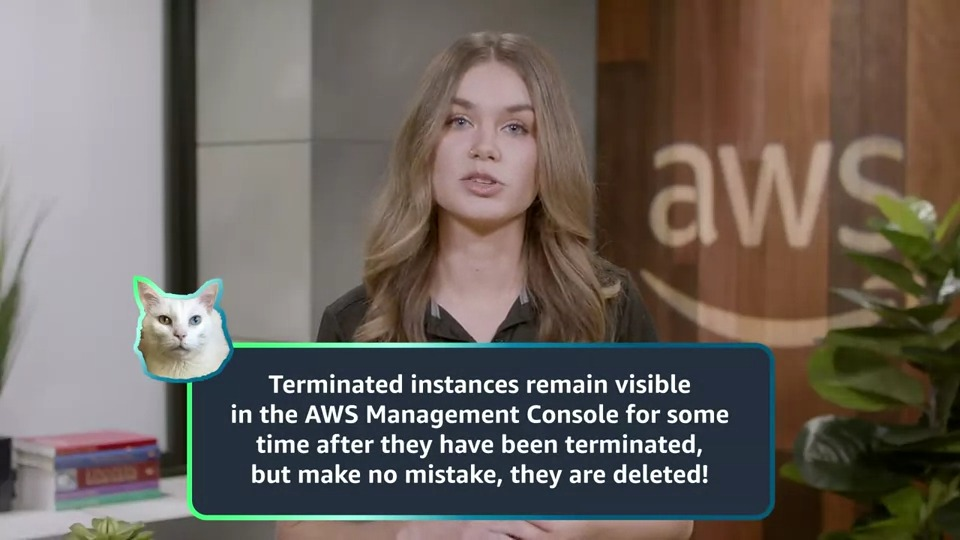 aws
Terminated instances remain visible
in the AWS Management Console for some
time after they have been terminated,
but make no mistake, they are deleted!